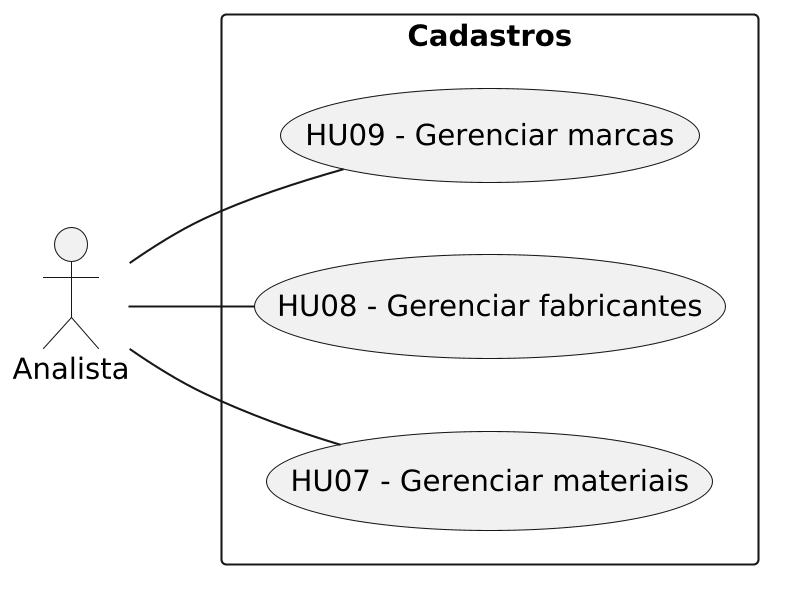 Cadastros
HU09 - Gerenciar marcas
HU08 - Gerenciar fabricantes
Analista
HU07 - Gerenciar materiais